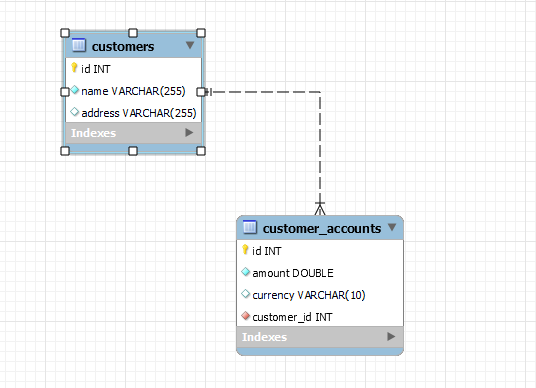 customers
id INT
name VARCHAR(255)
address VARCHAR(255)
Indexes
customer_accounts
id INT
amount DOUBLE
currency VARCHAR(10)
customer_id INT
Indexes